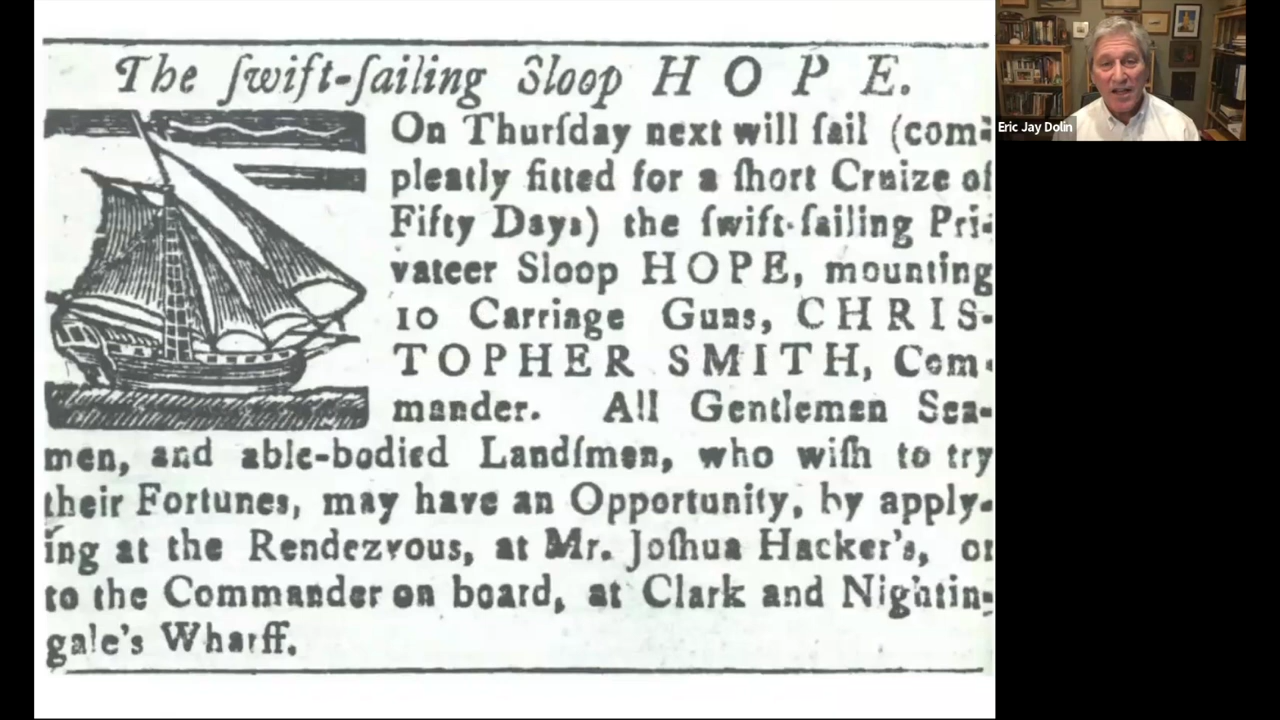 The ſwift-ſailing Sloop HOPE.
On Thurſday next will ſail (com-
pleatly fitted for a ſhort Cruize of
Fifty Days) the ſwift-ſailing Pri-
vateer Sloop HOPE, mounting
10 Carriage Guns, CHRIS-
TOPHER SMITH, Com-
mander. All Gentlemen Sea-
men, and able-bodied Landſmen, who wiſh to try
their Fortunes, may have an Opportunity, by apply-
ing at the Rendezvous, at Mr. Joſhua Hacker's, or
to the Commander on board, at Clark and Nightin-
gale's Wharff.
Eric Jay Dolin